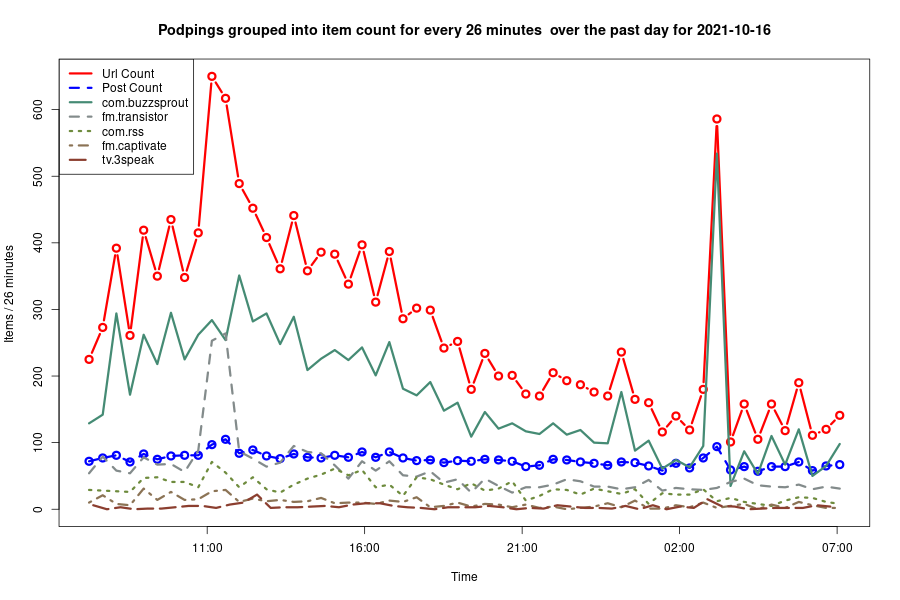 Podpings grouped into item count for every 26 minutes  over the past day for 2021-10-16
Url Count
Post Count
com.buzzsprout
fm.transistor
com.rss
fm.captivate
tv.3speak
Items / 26 minutes
600
500
400
300
200
100
0
11:00 16:00 21:00 02:00 07:00
Time